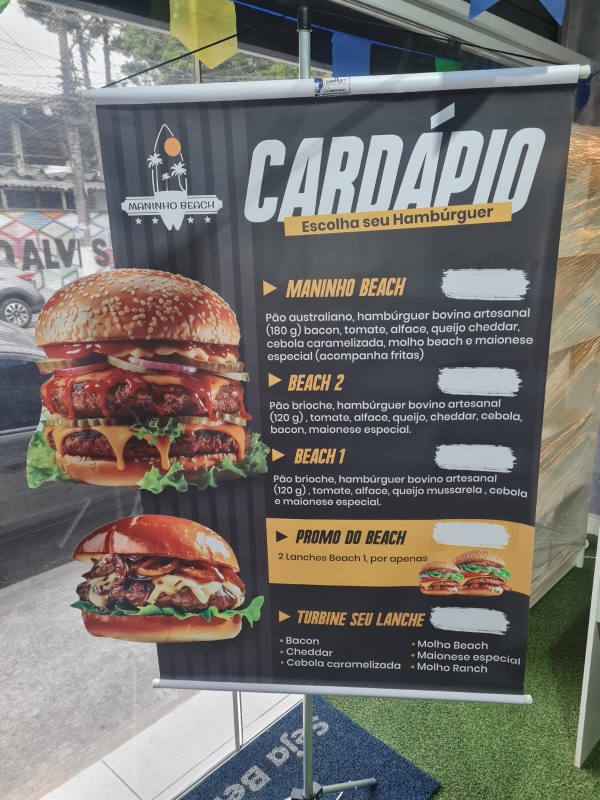 MANINHO BEACH
CARDÁPIO
Escolha seu Hambúrguer
MANINHO BEACH
Pão australiano, hambúrguer bovino artesanal
(180 g) bacon, tomate, alface, queijo cheddar,
cebola caramelizada, molho beach e maionese
especial (acompanha fritas)
BEACH 2
Pão brioche, hambúrguer bovino artesanal
(120 g) , tomate, alface, queijo, cheddar, cebola,
bacon, maionese especial.
BEACH 1
Pão brioche, hambúrguer bovino artesanal
(120 g) , tomate, alface, queijo mussarela , cebola
e maionese especial.
PROMO DO BEACH
2 Lanches Beach 1, por apenas
TURBINE SEU LANCHE
• Bacon
• Cheddar
• Cebola caramelizada
• Molho Beach
• Maionese especial
• Molho Ranch
Seja Be